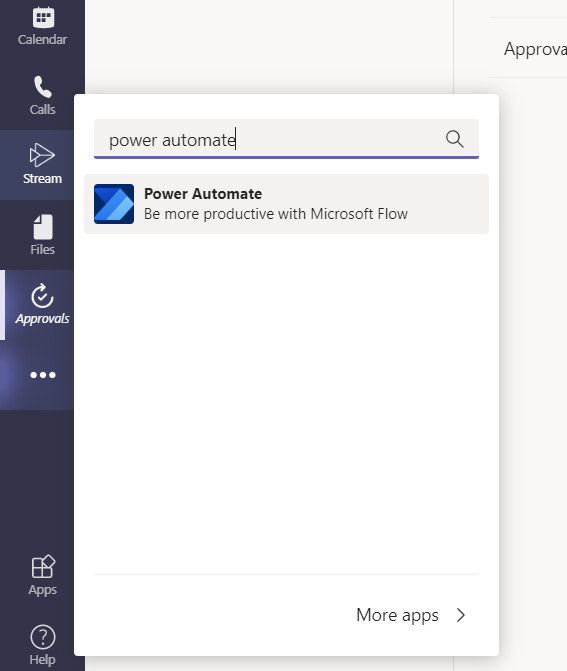 Calendar
Calls
Stream
Files
Approvals
Apps
Help
power automate
Power Automate
Be more productive with Microsoft Flow
More apps
Approva